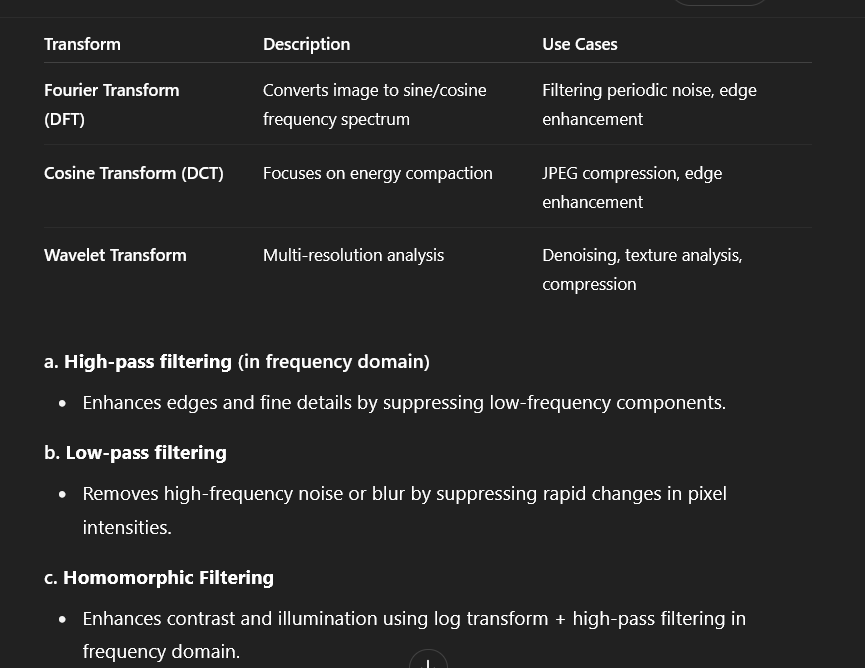 Transform Description Use Cases
Fourier Transform Converts image to sine/cosine Filtering periodic noise, edge
(DFT) frequency spectrum enhancement
Cosine Transform (DCT) Focuses on energy compaction JPEG compression, edge
enhancement
Wavelet Transform Multi-resolution analysis Denoising, texture analysis,
compression
a. High-pass filtering (in frequency domain)
• Enhances edges and fine details by suppressing low-frequency components.
b. Low-pass filtering
• Removes high-frequency noise or blur by suppressing rapid changes in pixel
intensities.
c. Homomorphic Filtering
• Enhances contrast and illumination using log transform + high-pass filtering in
frequency domain.